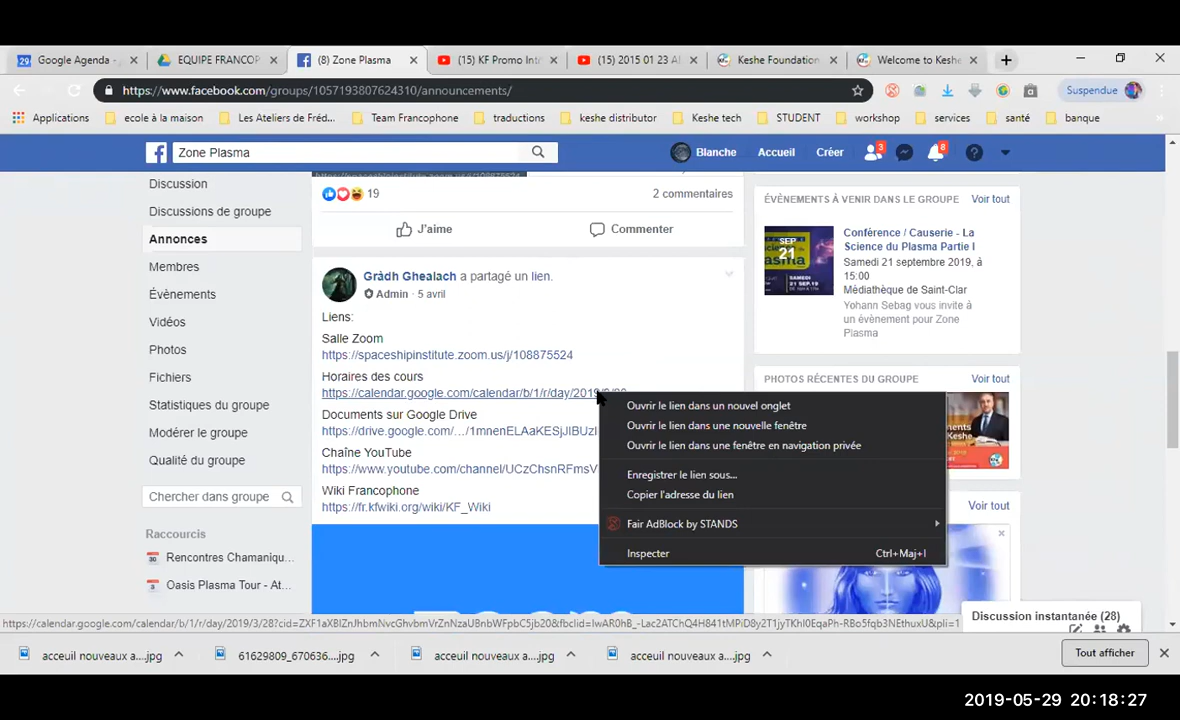 29 Google Agenda -
EQUIPE FRANCOP
(8) Zone Plasma
(15) KF Promo Int
(15) 2015 01 23 Al
Keshe Foundation
Welcome to Keshe
https://www.facebook.com/groups/1057193807624310/announcements/
Suspendue
Applications
ecole à la maison
Les Ateliers de Fréd...
Team Francophone
traductions
keshe distributor
Keshe tech
STUDENT
workshop
services
santé
banque
Zone Plasma
Blanche
Accueil
Créer
3
8
Discussion
Discussions de groupe
Annonces
Membres
Évènements
Vidéos
Photos
Fichiers
Statistiques du groupe
Modérer le groupe
Qualité du groupe
Chercher dans groupe
Raccourcis
Rencontres Chamaniqu...
Oasis Plasma Tour - At...
19
2 commentaires
J'aime
Commenter
Gràdh Ghealach a partagé un lien.
Admin · 5 avril
Liens:
Salle Zoom
https://spaceshipinstitute.zoom.us/j/108875524
Horaires des cours
https://calendar.google.com/calendar/b/1/r/day/2019
Documents sur Google Drive
https://drive.google.com/…/1mnenELAaKESjJIBUzI
Chaîne YouTube
https://www.youtube.com/channel/UCzChsnRFmsV
Wiki Francophone
https://fr.kfwiki.org/wiki/KF_Wiki
Ouvrir le lien dans un nouvel onglet
Ouvrir le lien dans une nouvelle fenêtre
Ouvrir le lien dans une fenêtre en navigation privée
Enregistrer le lien sous...
Copier l'adresse du lien
Fair AdBlock by STANDS
Inspecter Ctrl+Maj+I
ÉVÈNEMENTS À VENIR DANS LE GROUPE
Voir tout
SEP
21
SAMEDI
21 SEP.19
Conférence / Causerie - La
Science du Plasma Partie I
Samedi 21 septembre 2019, à
15:00
Médiathèque de Saint-Clar
Yohann Sebag vous invite à
un évènement pour Zone
Plasma
PHOTOS RÉCENTES DU GROUPE
Voir tout
Voir tout
Discussion instantanée (28)
acceuil nouveaux a....jpg
61629809_670636....jpg
acceuil nouveaux a....jpg
acceuil nouveaux a....jpg
Tout afficher
2019-05-29 20:18:27